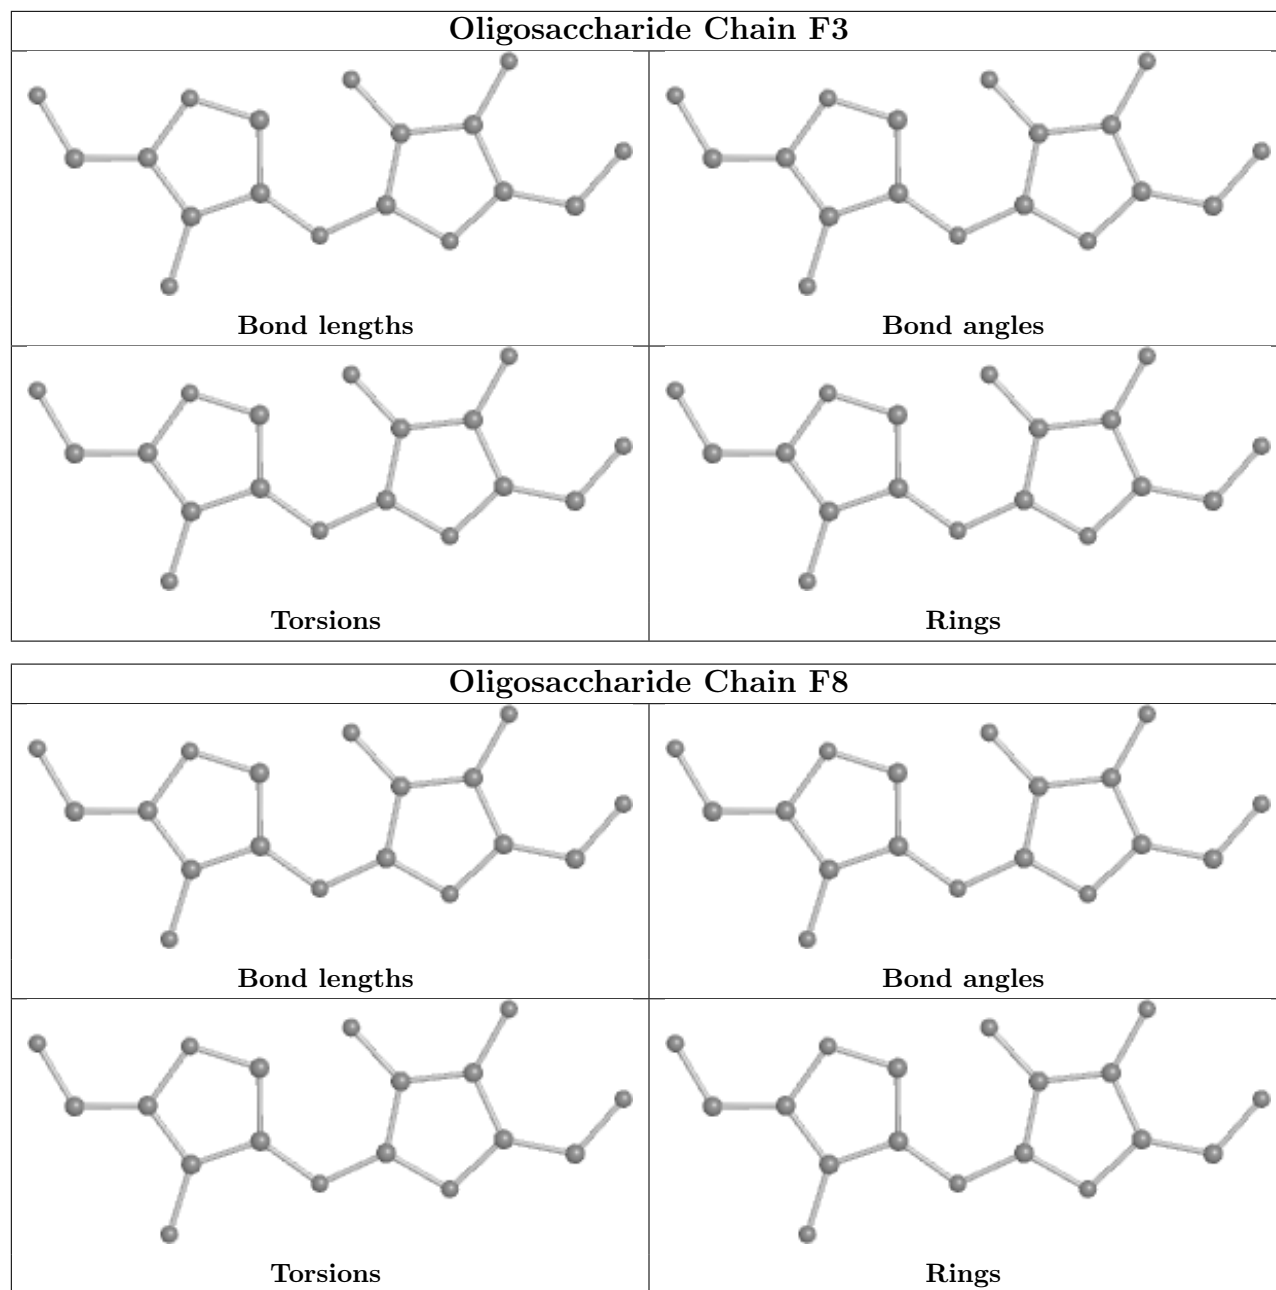 Oligosaccharide Chain F3
Bond lengths
Bond angles
Torsions
Rings
Oligosaccharide Chain F8
Bond lengths
Bond angles
Torsions
Rings